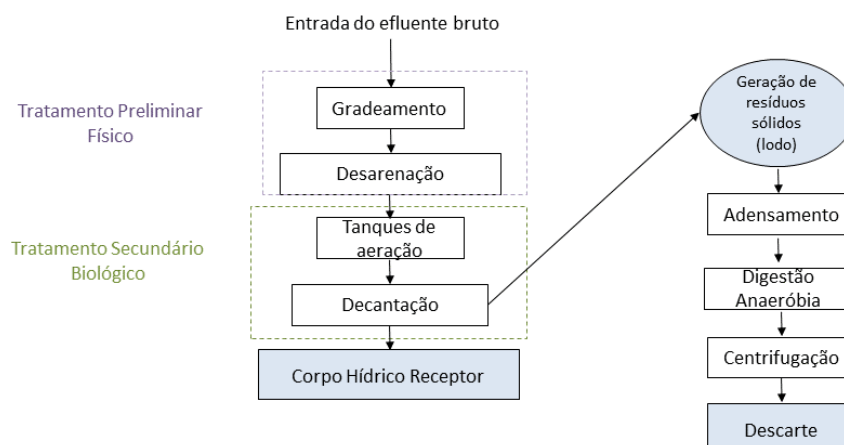 Entrada do efluente bruto
Tratamento Preliminar
Físico
Gradeamento
Desarenação
Tratamento Secundário
Biológico
Tanques de
aeração
Decantação
Corpo Hídrico Receptor
Geração de
resíduos
sólidos
(lodo)
Adensamento
Digestão
Anaeróbia
Centrifugação
Descarte